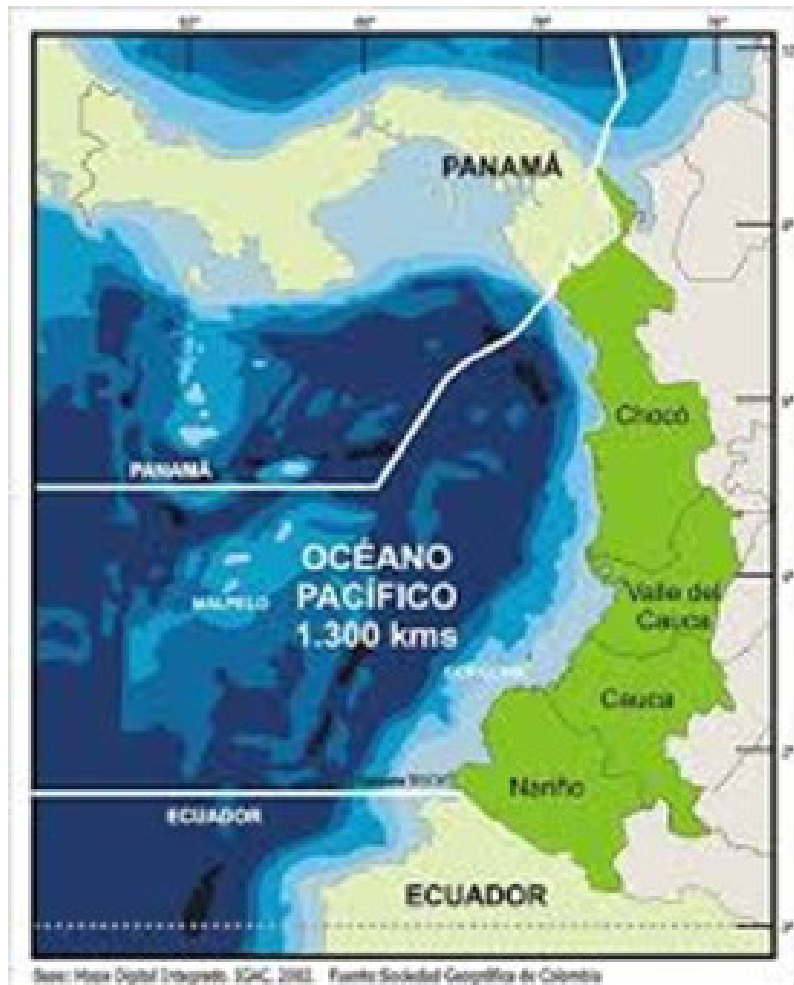 PANAMÁ
Chocó
PANAMÁ
OCÉANO
PACÍFICO
1.300 kms
MALPELO
Valle del
Cauca
Cauca
Nariño
ECUADOR
ECUADOR
Base: Mapa Digital Integrado. IGAC, 2002. Fuente Sociedad Geográfica de Colombia